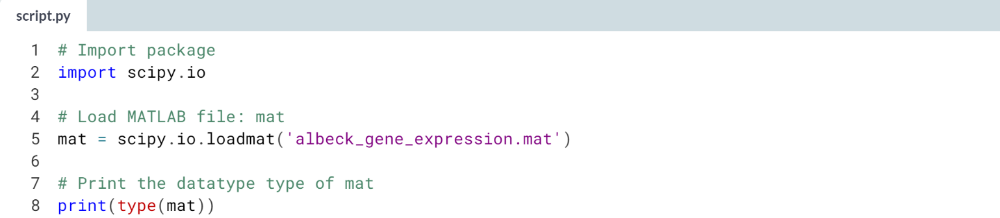 script.py
1 # Import package
2 import scipy.io
3
4 # Load MATLAB file: mat
5 mat = scipy.io.loadmat('albeck_gene_expression.mat')
6
7 # Print the datatype type of mat
8 print(type(mat))